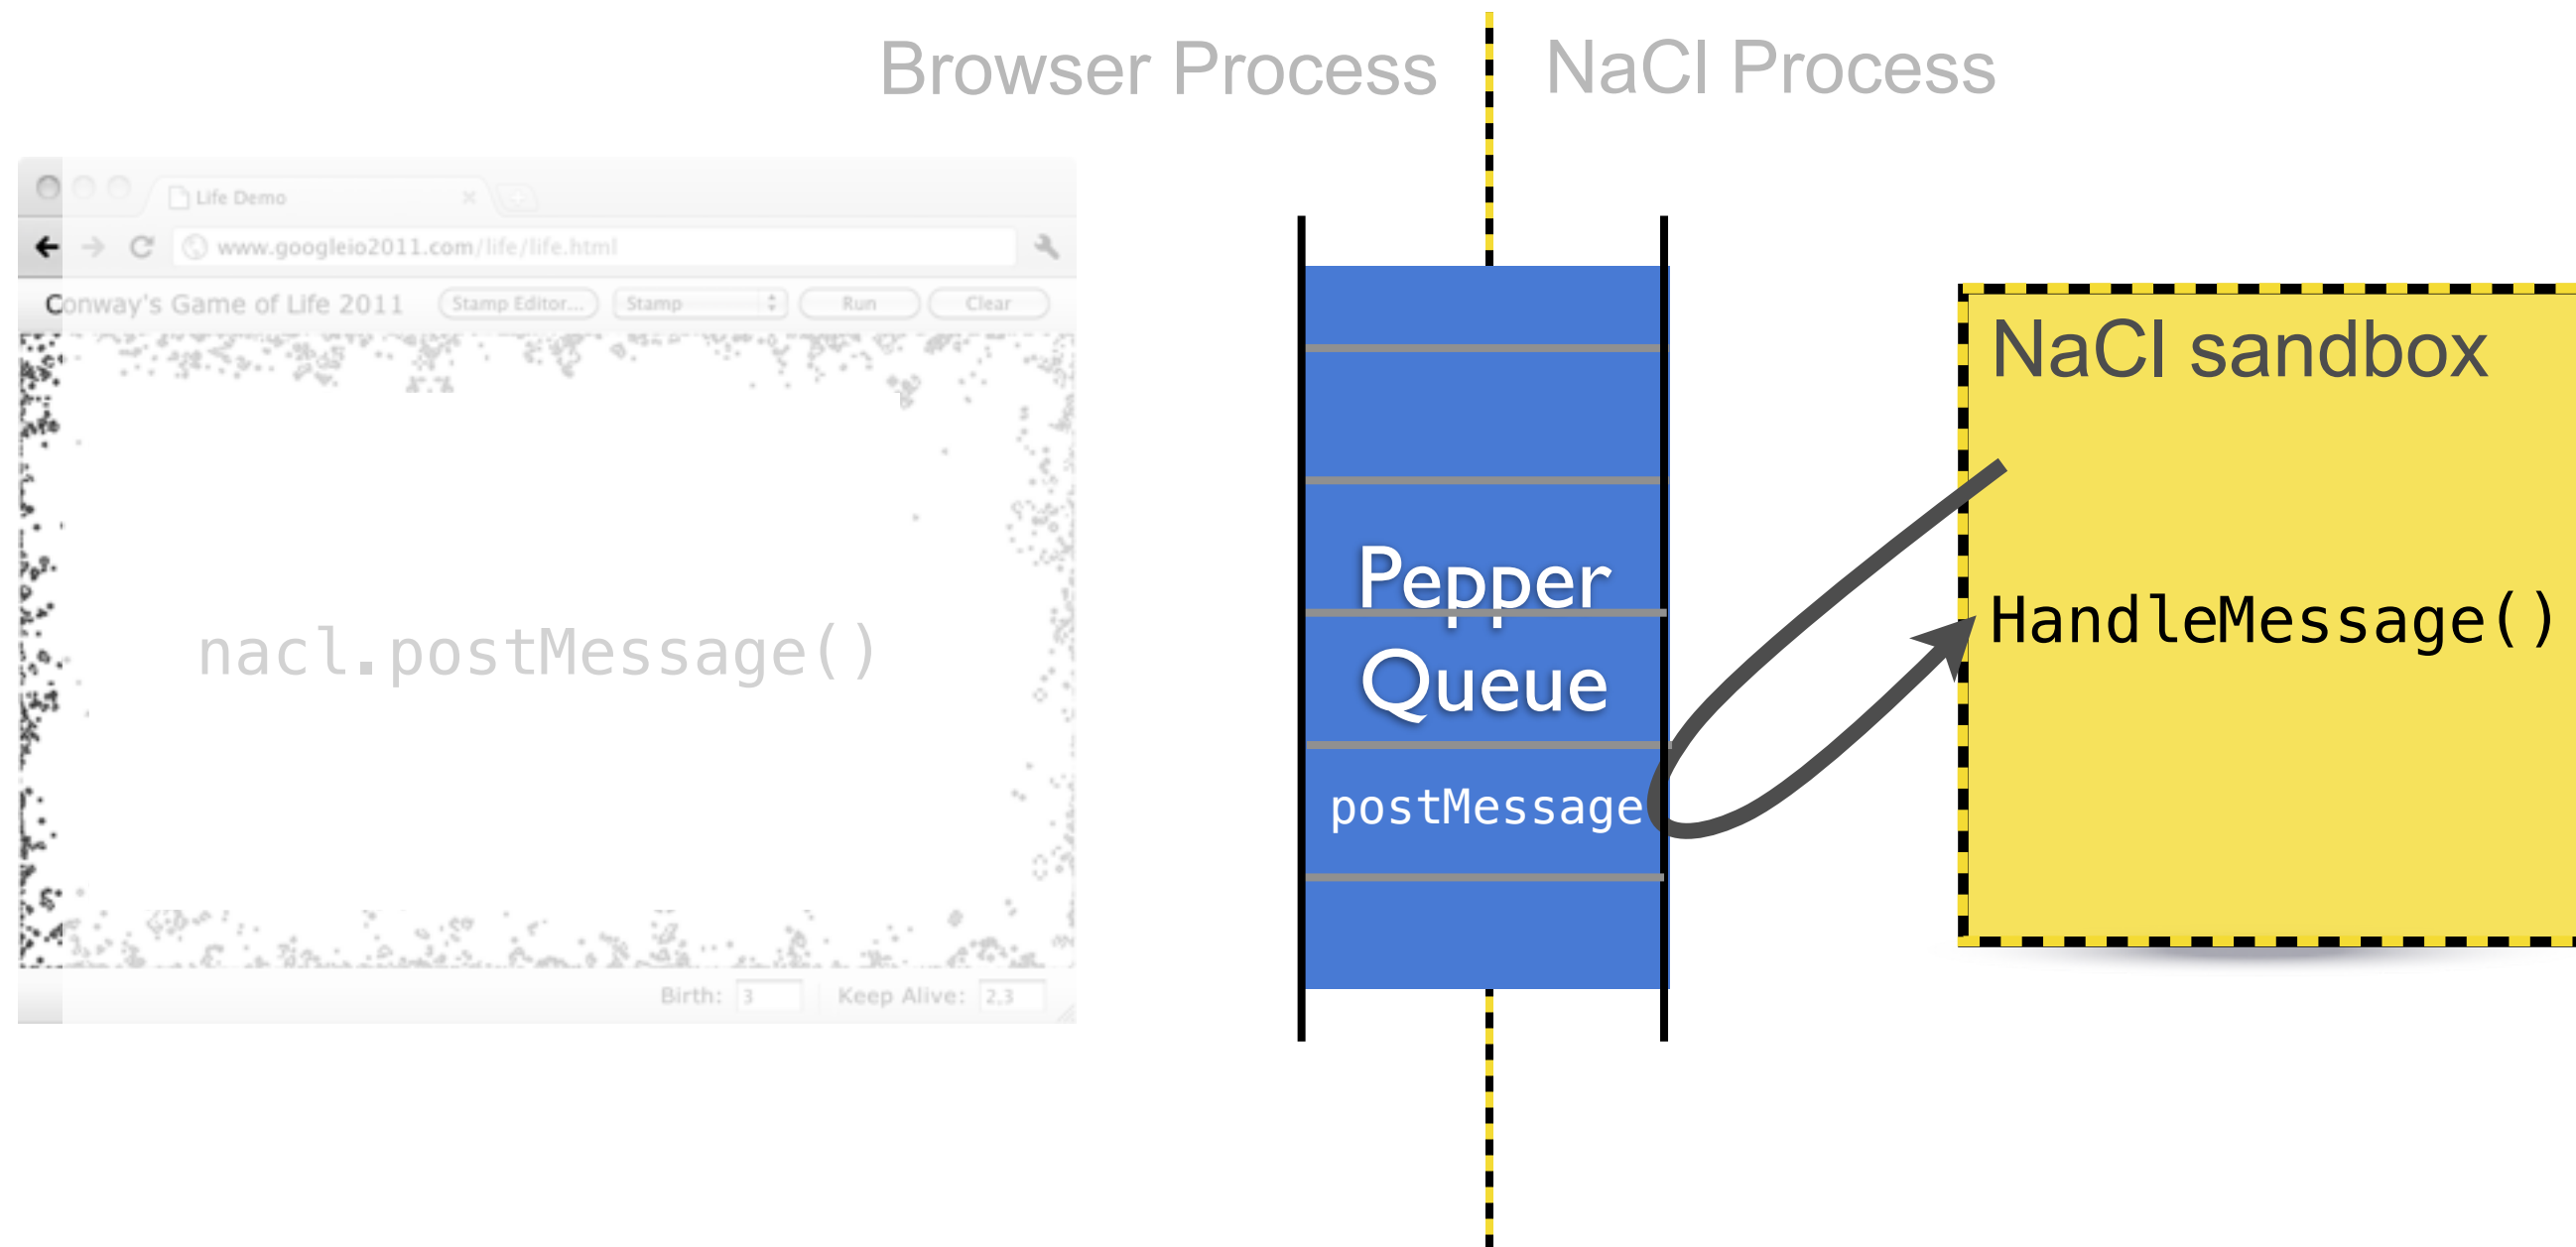 Browser Process
NaCl Process
Life Demo
www.googleio2011.com/life/life.html
Conway's Game of Life 2011
Stamp Editor...
Stamp
Run
Clear
nacl.postMessage()
Birth: 3
Keep Alive: 2,3
Pepper
Queue
postMessage
NaCl sandbox
HandleMessage()